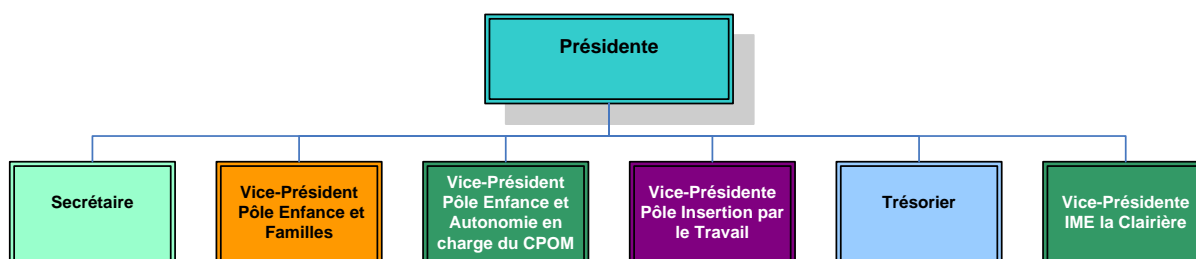 Présidente
Secrétaire
Vice-Président
Pôle Enfance et
Familles
Vice-Président
Pôle Enfance et
Autonomie en
charge du CPOM
Vice-Présidente
Pôle Insertion par
le Travail
Trésorier
Vice-Présidente
IME la Clairière